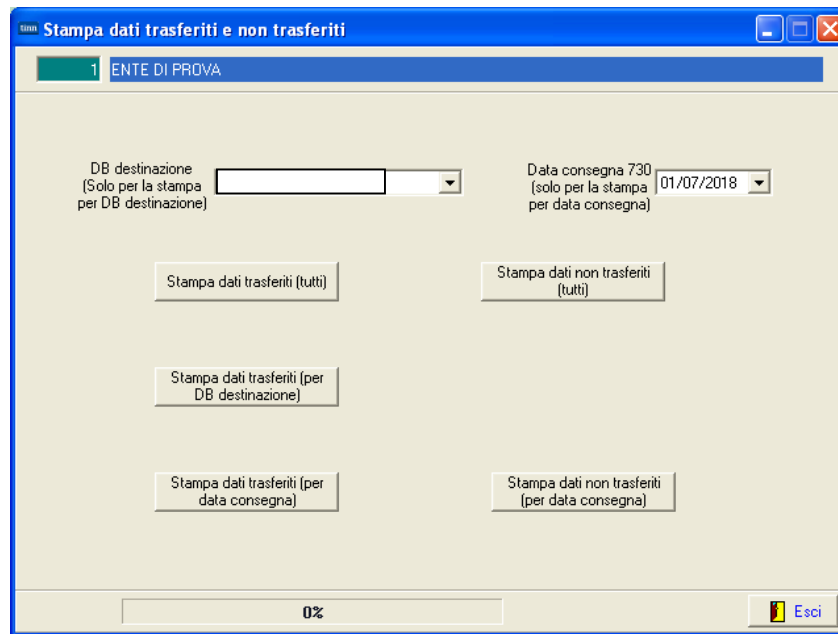 tinn Stampa dati trasferiti e non trasferiti
1 ENTE DI PROVA
DB destinazione
(Solo per la stampa
per DB destinazione)
Data consegna 730
(solo per la stampa
per data consegna)
01/07/2018
Stampa dati trasferiti (tutti)
Stampa dati non trasferiti
(tutti)
Stampa dati trasferiti (per
DB destinazione)
Stampa dati trasferiti (per
data consegna)
Stampa dati non trasferiti
(per data consegna)
0%
Esci